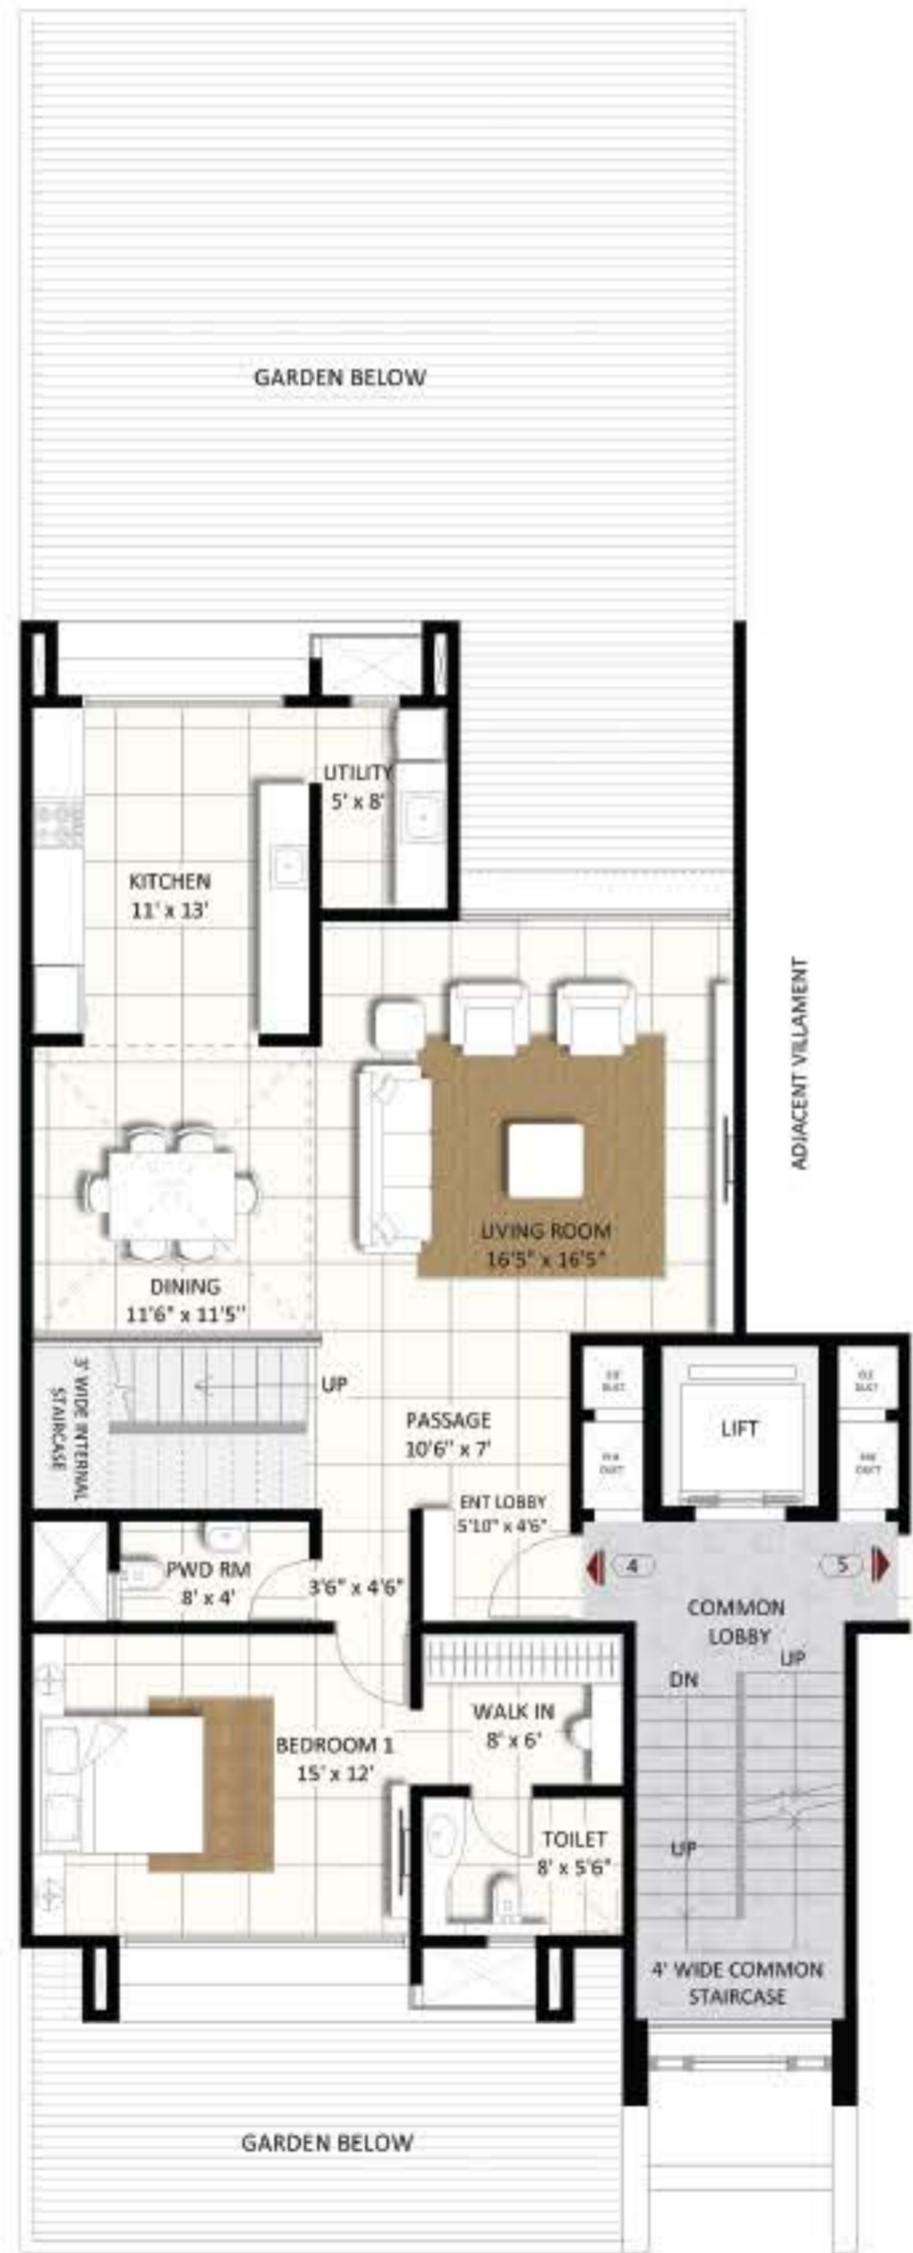 GARDEN BELOW
UTILITY
5' x 8'
KITCHEN
11' x 13'
ADJACENT VILLAMENT
LIVING ROOM
16'5" x 16'5"
DINING
11'6" x 11'5"
3' WIDE INTERNAL
STAIRCASE
UP
PASSAGE
10'6" x 7'
LIFT
ENT LOBBY
5'10" x 4'6"
PWD RM
8' x 4'
3'6" x 4'6"
4
5
COMMON
LOBBY
DN
UP
WALK IN
8' x 6'
BEDROOM 1
15' x 12'
TOILET
8' x 5'6"
UP
4' WIDE COMMON
STAIRCASE
GARDEN BELOW